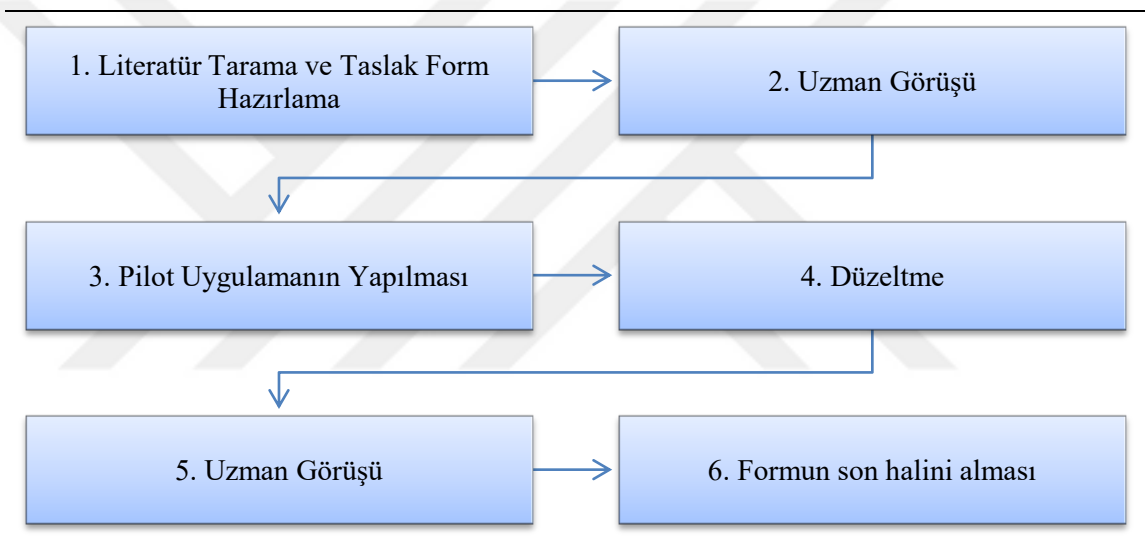 1. Literatür Tarama ve Taslak Form
Hazırlama
2. Uzman Görüşü
3. Pilot Uygulamanın Yapılması
4. Düzeltme
5. Uzman Görüşü
6. Formun son halini alması